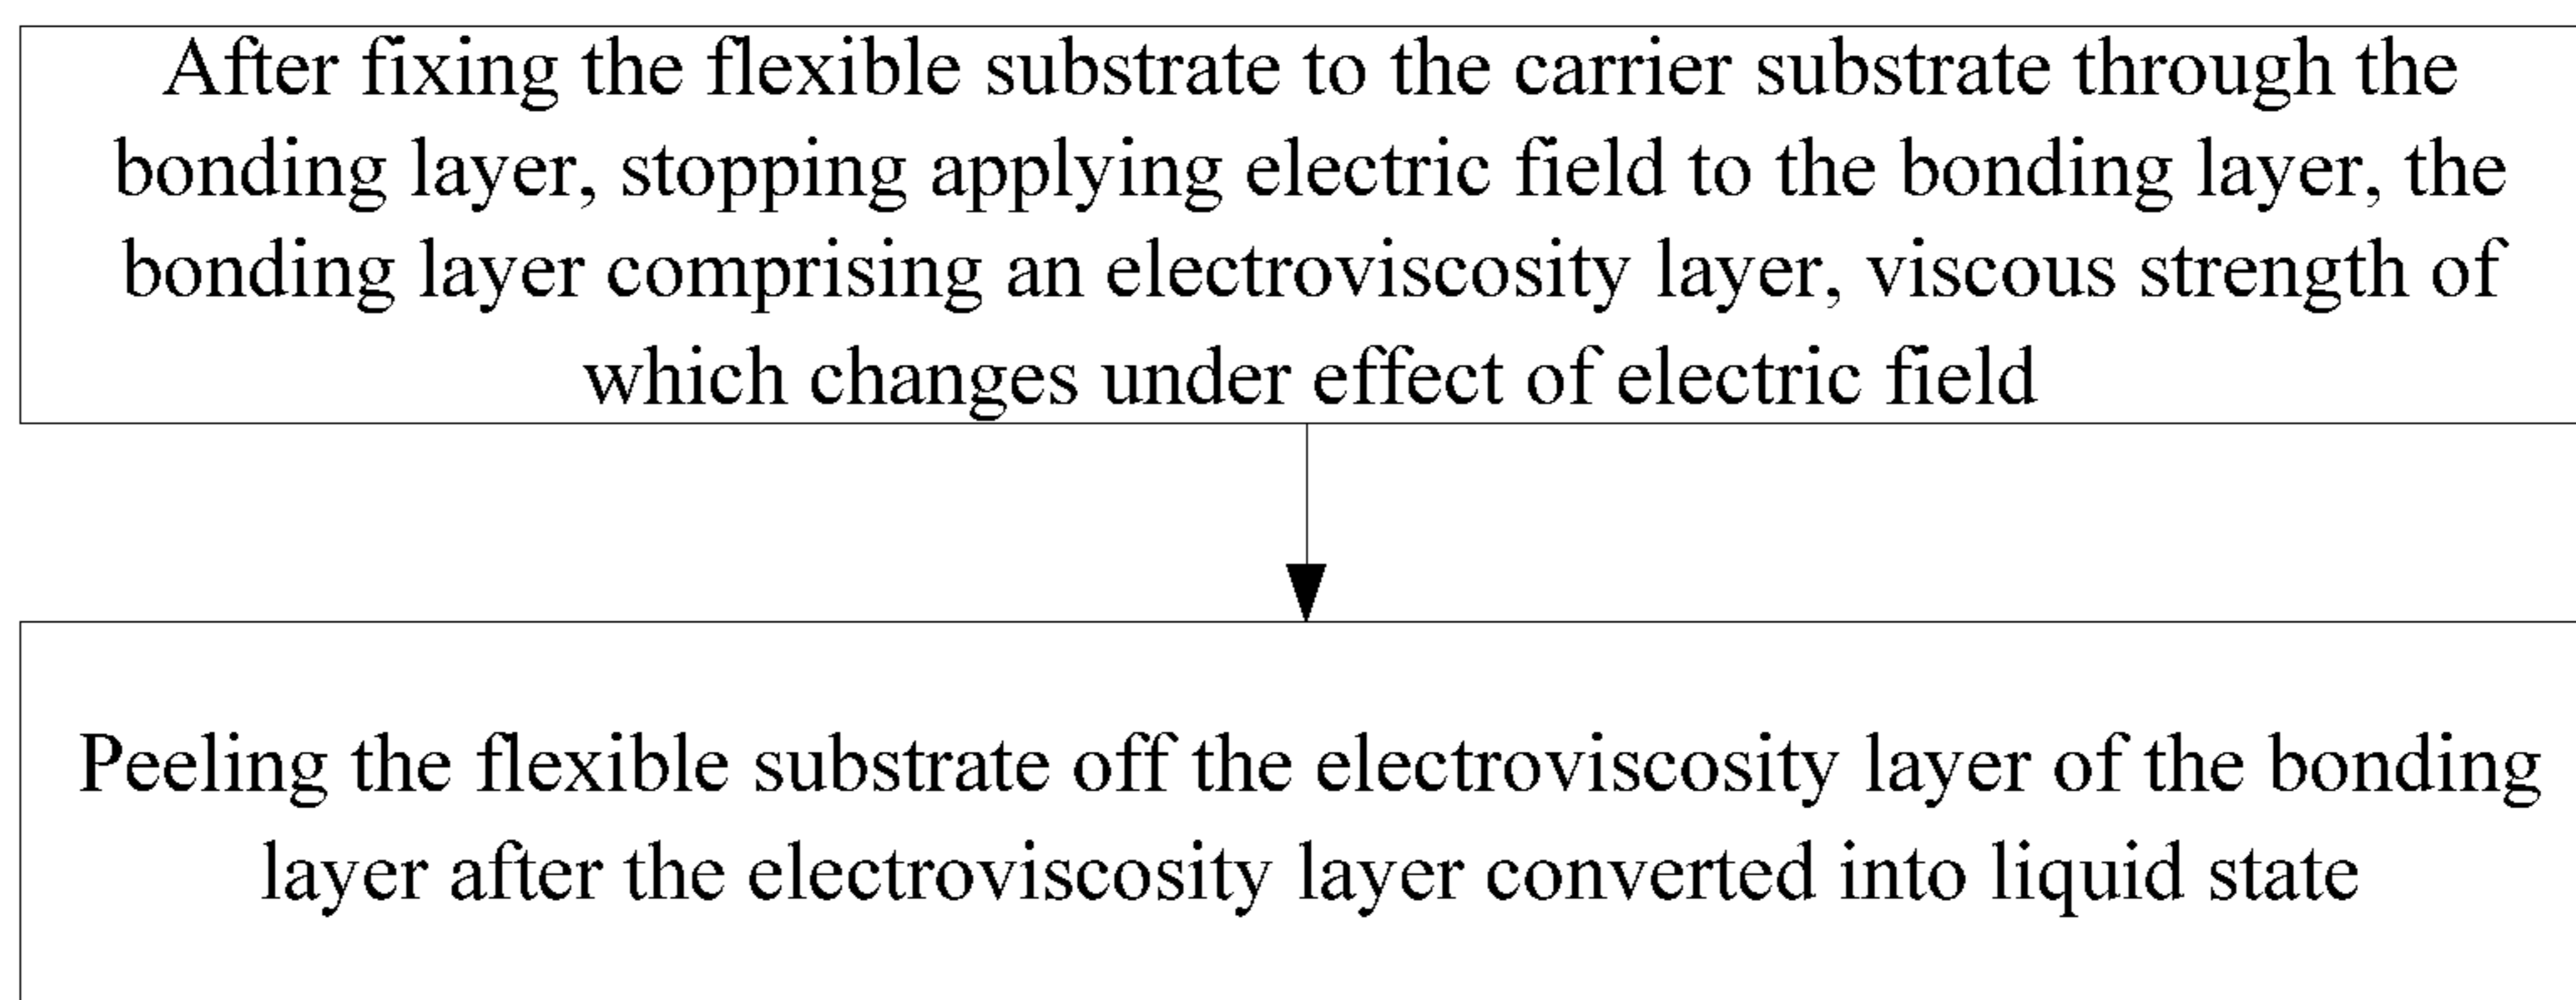 After fixing the flexible substrate to the carrier substrate through the
bonding layer, stopping applying electric field to the bonding layer, the
bonding layer comprising an electroviscosity layer, viscous strength of
which changes under effect of electric field
Peeling the flexible substrate off the electroviscosity layer of the bonding
layer after the electroviscosity layer converted into liquid state